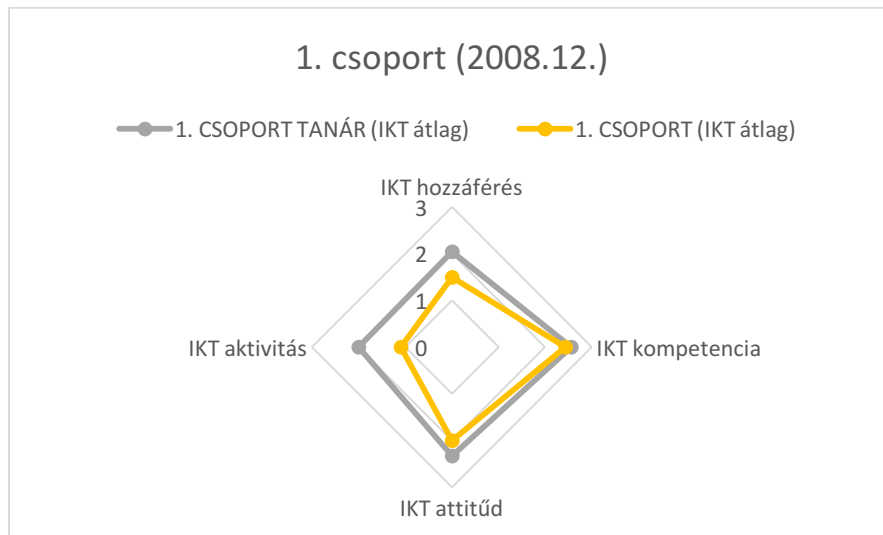 1. csoport (2008.12.)
1. CSOPORT TANÁR (IKT átlag) 1. CSOPORT (IKT átlag)
IKT hozzáférés
3
2
1
IKT aktivitás 0 IKT kompetencia
IKT attitűd